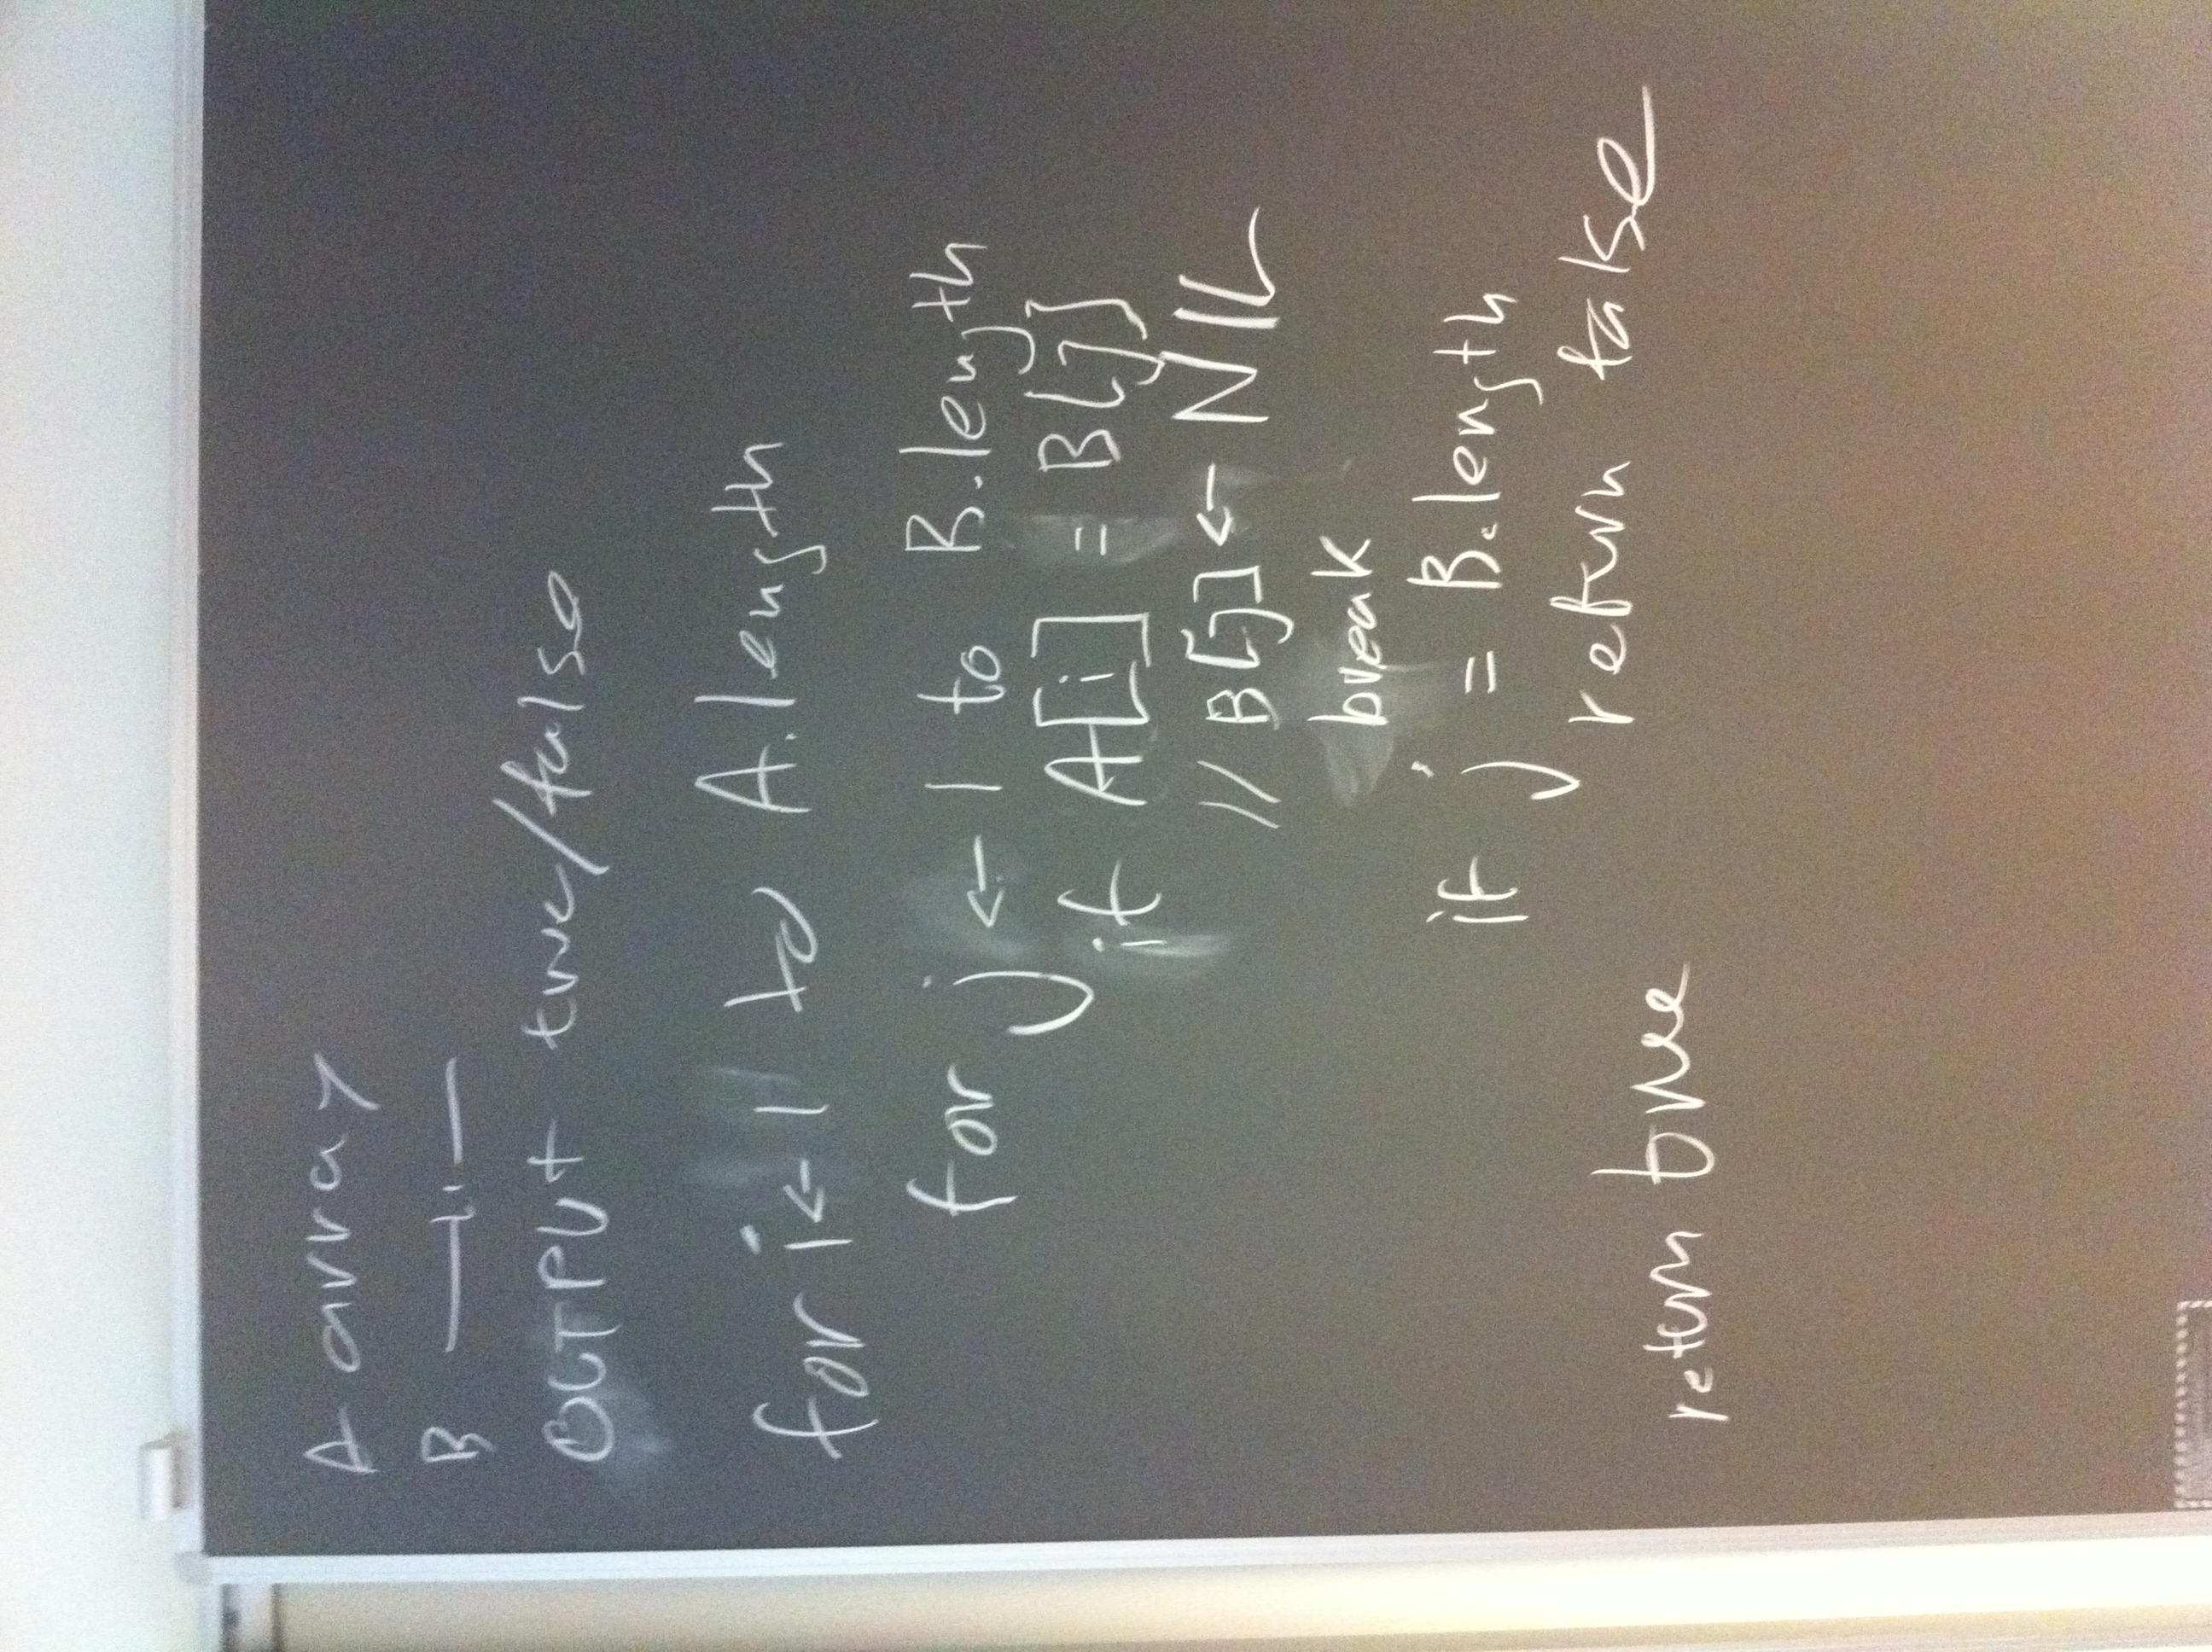 A array
B —ıı—
OUTPUT true/false
for i ← 1 to A.length
for j ← 1 to B.length
if A[i] = B[j]
// B[j] ← NIL
break
if j = B.length
return false
return true